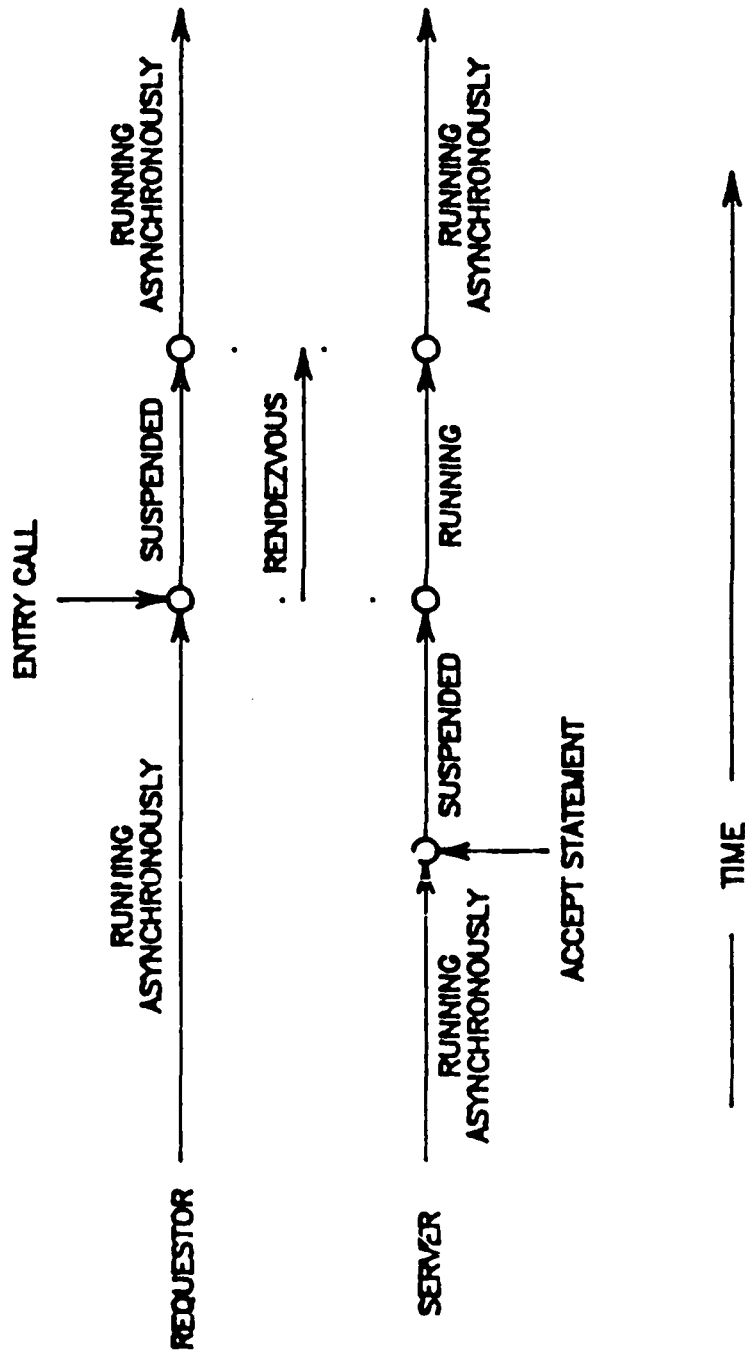 ENTRY CALL
REQUESTOR
RUNNING
ASYNCHRONOUSLY
SUSPENDED
RUNNING
ASYNCHRONOUSLY
RENDEZVOUS
SERVER
RUNNING
ASYNCHRONOUSLY
SUSPENDED
RUNNING
RUNNING
ASYNCHRONOUSLY
ACCEPT STATEMENT
TIME